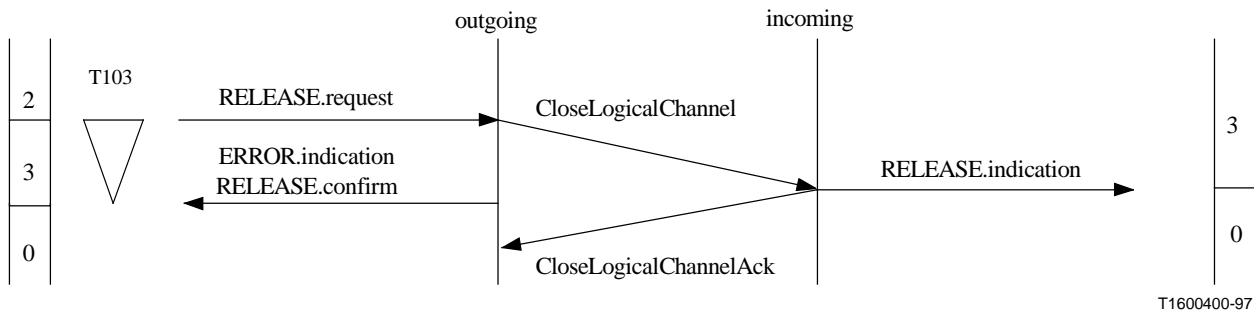 outgoing
incoming
T103
2
RELEASE.request
CloseLogicalChannel
3
ERROR.indication
RELEASE.confirm
3
RELEASE.indication
0
CloseLogicalChannelAck
0
T1600400-97